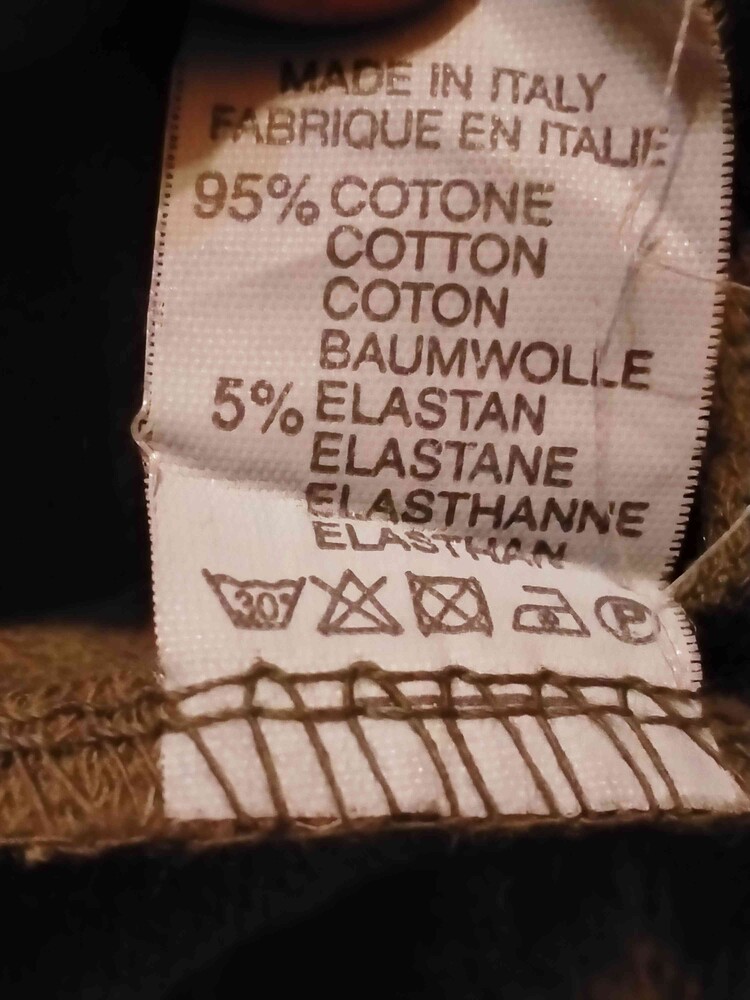 MADE IN ITALY
FABRIQUE EN ITALIE
95% COTONE
COTTON
COTON
BAUMWOLLE
5% ELASTAN
ELASTANE
ELASTHANNE
ELASTHAN
30° P